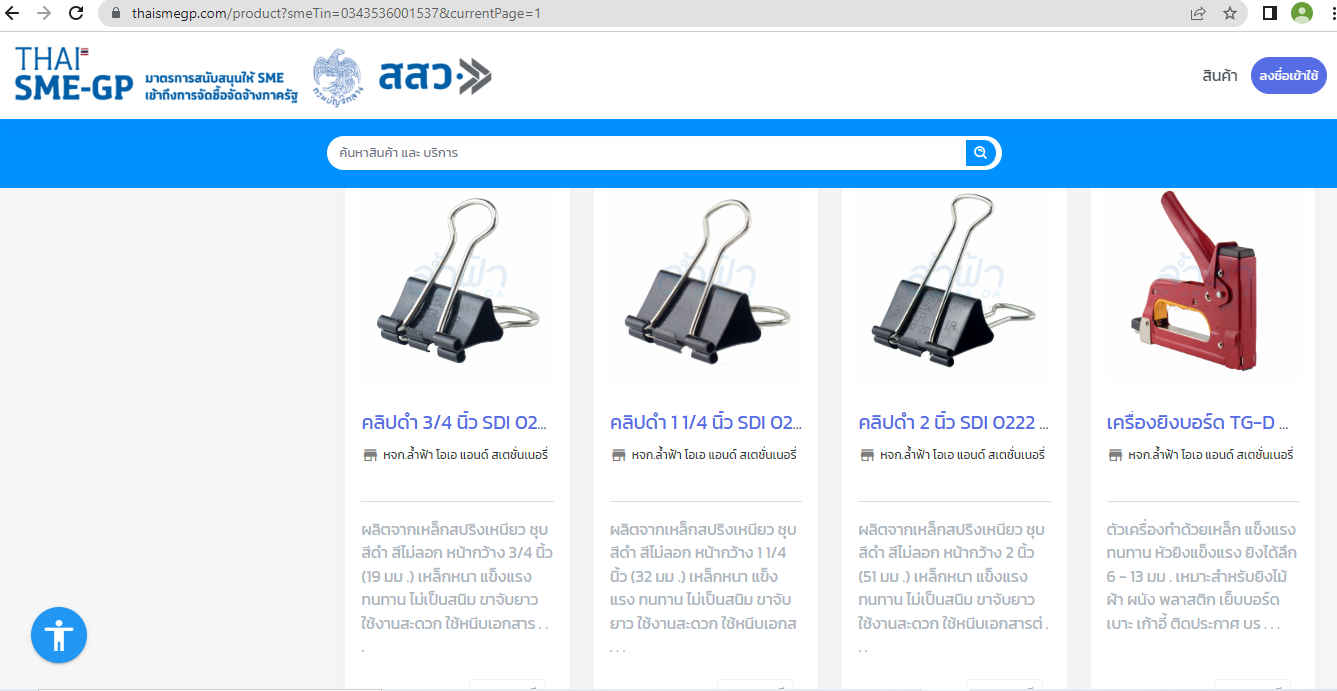 thaismegp.com/product?smeTin=0343536001537&currentPage=1
THAI
SME-GP
มาตรการสนับสนุนให้ SME
เข้าถึงการจัดซื้อจัดจ้างภาครัฐ
กรมบัญชีกลาง
สสว
สินค้า
ลงชื่อเข้าใช้
ค้นหาสินค้า และ บริการ
คลิปดำ 3/4 นิ้ว SDI 02...
หจก.ล้ำฟ้า โอเอ แอนด์ สเตชั่นเนอรี่
ผลิตจากเหล็กสปริงเหนียว ชุบ
สีดำ สีไม่ลอก หน้ากว้าง 3/4 นิ้ว
(19 มม .) เหล็กหนา แข็งแรง
ทนทาน ไม่เป็นสนิม ขาจับยาว
ใช้งานสะดวก ใช้หนีบเอกสาร . .
.
คลิปดำ 1 1/4 นิ้ว SDI 02...
หจก.ล้ำฟ้า โอเอ แอนด์ สเตชั่นเนอรี่
ผลิตจากเหล็กสปริงเหนียว ชุบ
สีดำ สีไม่ลอก หน้ากว้าง 1 1/4
นิ้ว (32 มม .) เหล็กหนา แข็ง
แรง ทนทาน ไม่เป็นสนิม ขาจับ
ยาว ใช้งานสะดวก ใช้หนีบเอกส
. . .
คลิปดำ 2 นิ้ว SDI 0222 ...
หจก.ล้ำฟ้า โอเอ แอนด์ สเตชั่นเนอรี่
ผลิตจากเหล็กสปริงเหนียว ชุบ
สีดำ สีไม่ลอก หน้ากว้าง 2 นิ้ว
(51 มม .) เหล็กหนา แข็งแรง
ทนทาน ไม่เป็นสนิม ขาจับยาว
ใช้งานสะดวก ใช้หนีบเอกสารต่ .
. .
เครื่องยิงบอร์ด TG-D ...
หจก.ล้ำฟ้า โอเอ แอนด์ สเตชั่นเนอรี่
ตัวเครื่องทำด้วยเหล็ก แข็งแรง
ทนทาน หัวยิงแข็งแรง ยิงได้ลึก
6 - 13 มม . เหมาะสำหรับยิงไม้
ฝ้า ผนัง พลาสติก เย็บบอร์ด
เบาะ เก้าอี้ ติดประกาศ บร . . .